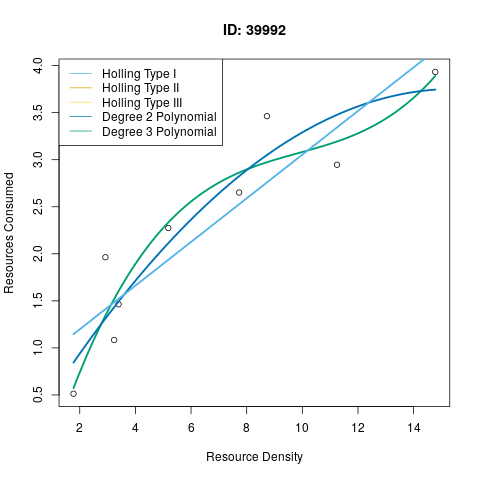 ID: 39992
Holling Type I
Holling Type II
Holling Type III
Degree 2 Polynomial
Degree 3 Polynomial
Resources Consumed
4.0
3.5
3.0
2.5
2.0
1.5
1.0
0.5
2 4 6 8 10 12 14
Resource Density